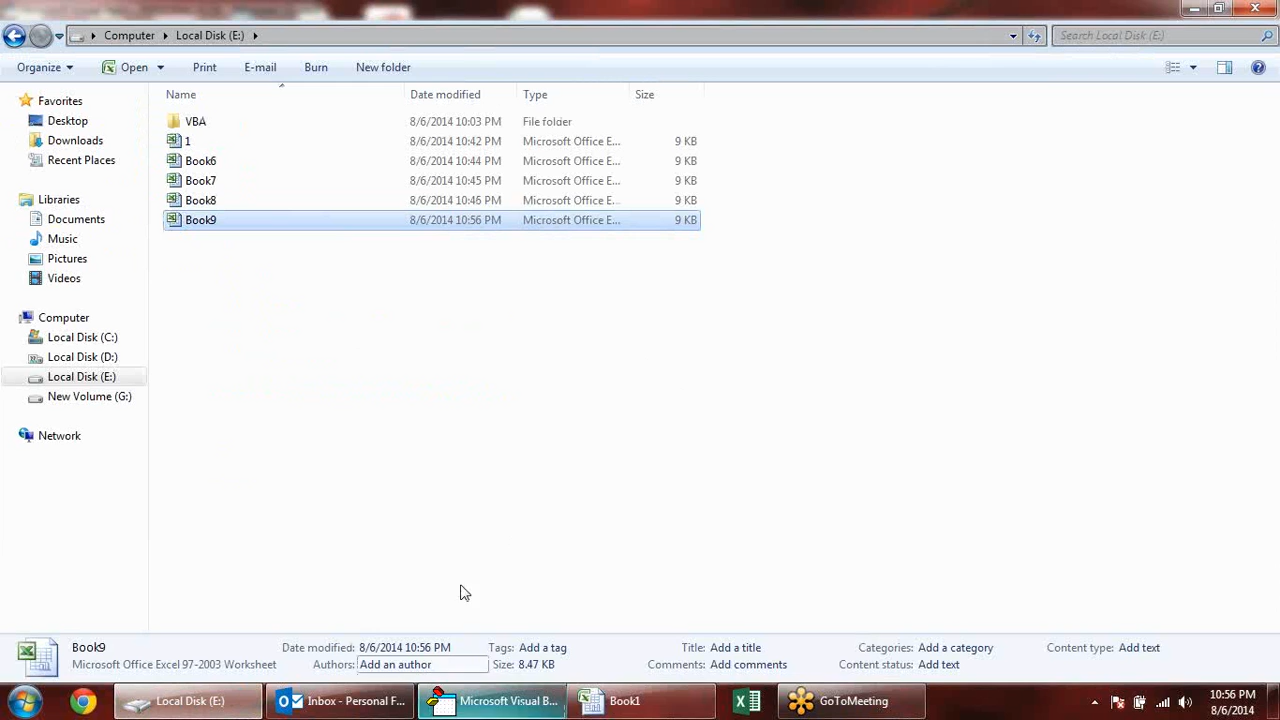 Computer Local Disk (E:)
Search Local Disk (E:)
Organize Open Print E-mail Burn New folder
Name Date modified Type Size
Favorites
Desktop
Downloads
Recent Places
Libraries
Documents
Music
Pictures
Videos
Computer
Local Disk (C:)
Local Disk (D:)
Local Disk (E:)
New Volume (G:)
Network
VBA 8/6/2014 10:03 PM File folder
1 8/6/2014 10:42 PM Microsoft Office E... 9 KB
Book6 8/6/2014 10:44 PM Microsoft Office E... 9 KB
Book7 8/6/2014 10:45 PM Microsoft Office E... 9 KB
Book8 8/6/2014 10:46 PM Microsoft Office E... 9 KB
Book9 8/6/2014 10:56 PM Microsoft Office E... 9 KB
Book9 Date modified: 8/6/2014 10:56 PM Tags: Add a tag Title: Add a title Categories: Add a category Content type: Add text
Microsoft Office Excel 97-2003 Worksheet Authors: Add an author Size: 8.47 KB Comments: Add comments Content status: Add text
Local Disk (E:) Inbox - Personal F... Microsoft Visual B... Book1 GoToMeeting
10:56 PM
8/6/2014